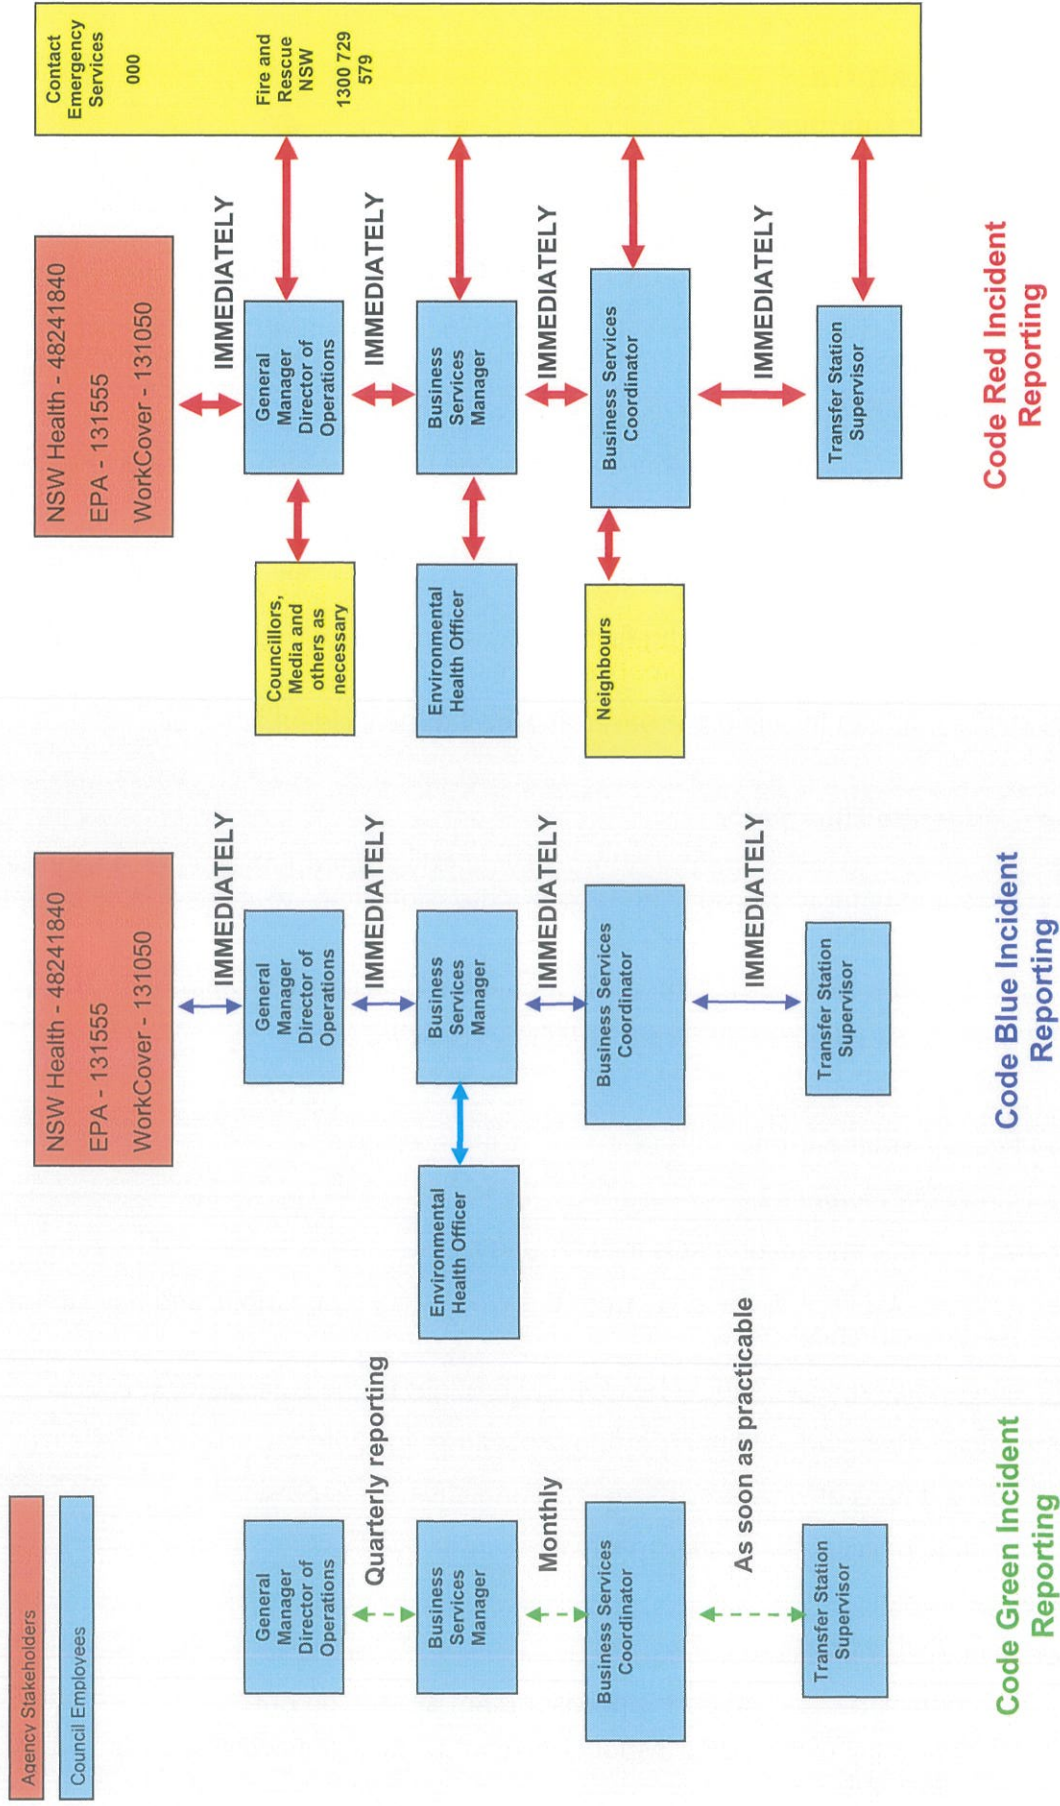 Agency Stakeholders
Council Employees
General
Manager
Director of
Operations
Quarterly reporting
Business
Services
Manager
Monthly
Business Services
Coordinator
As soon as practicable
Transfer Station
Supervisor
Code Green Incident
Reporting
NSW Health - 48241840
EPA - 131555
WorkCover - 131050
IMMEDIATELY
General
Manager
Director of
Operations
IMMEDIATELY
Environmental
Health Officer
Business
Services
Manager
IMMEDIATELY
Business Services
Coordinator
IMMEDIATELY
Transfer Station
Supervisor
Code Blue Incident
Reporting
NSW Health - 48241840
EPA - 131555
WorkCover - 131050
IMMEDIATELY
Councillors,
Media and
others as
necessary
General
Manager
Director of
Operations
IMMEDIATELY
Environmental
Health Officer
Business
Services
Manager
IMMEDIATELY
Neighbours
Business Services
Coordinator
IMMEDIATELY
Transfer Station
Supervisor
Code Red Incident
Reporting
Contact
Emergency
Services
000
Fire and
Rescue
NSW
1300 729
579